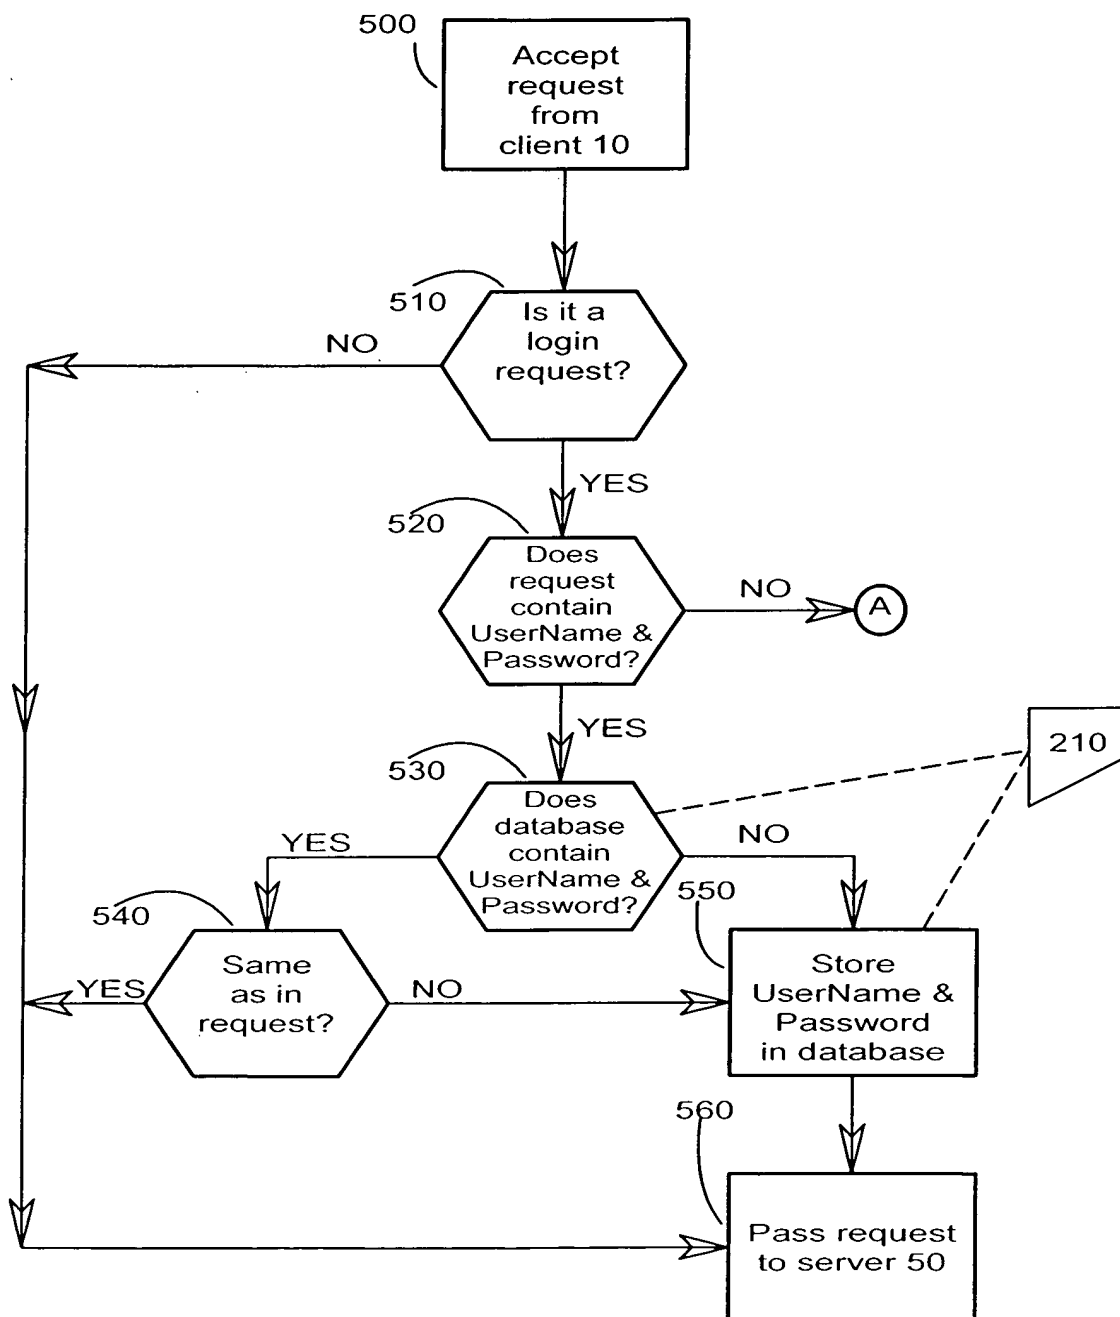 500
Accept
request
from
client 10
510
Is it a
login
request?
NO
YES
520
Does
request
contain
UserName &
Password?
NO
A
YES
530
Does
database
contain
UserName &
Password?
210
YES
NO
540
Same
as in
request?
YES
NO
550
Store
UserName &
Password
in database
560
Pass request
to server 50